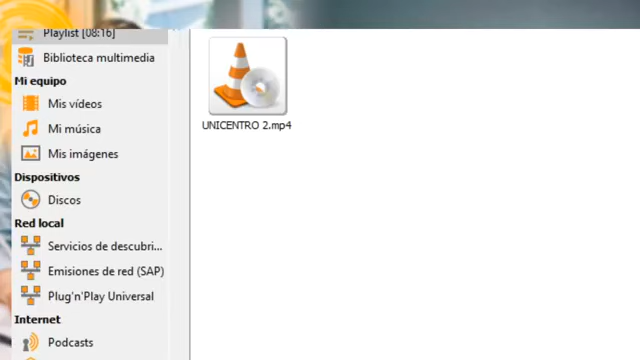 Playlist [08:16]
Biblioteca multimedia
Mi equipo
Mis vídeos
Mi música
Mis imágenes
Dispositivos
Discos
Red local
Servicios de descubri...
Emisiones de red (SAP)
Plug'n'Play Universal
Internet
Podcasts
UNICENTRO 2.mp4